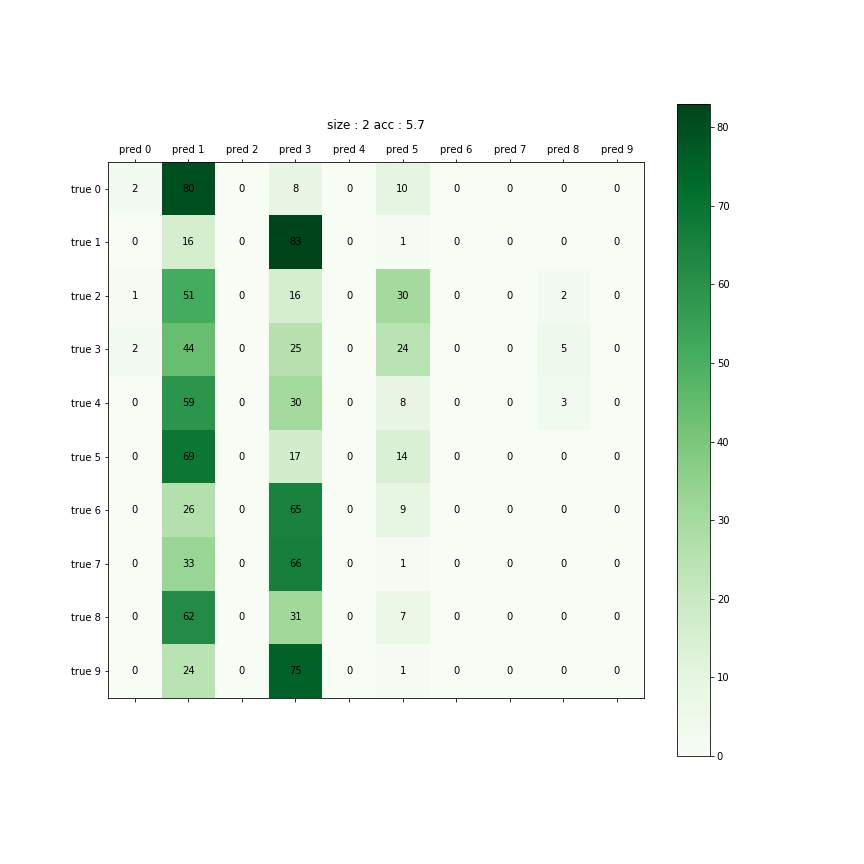 size : 2 acc : 5.7
pred 0 pred 1 pred 2 pred 3 pred 4 pred 5 pred 6 pred 7 pred 8 pred 9
true 0 2 80 0 8 0 10 0 0 0 0
true 1 0 16 0 83 0 1 0 0 0 0
true 2 1 51 0 16 0 30 0 0 2 0
true 3 2 44 0 25 0 24 0 0 5 0
true 4 0 59 0 30 0 8 0 0 3 0
true 5 0 69 0 17 0 14 0 0 0 0
true 6 0 26 0 65 0 9 0 0 0 0
true 7 0 33 0 66 0 1 0 0 0 0
true 8 0 62 0 31 0 7 0 0 0 0
true 9 0 24 0 75 0 1 0 0 0 0
80
70
60
50
40
30
20
10
0